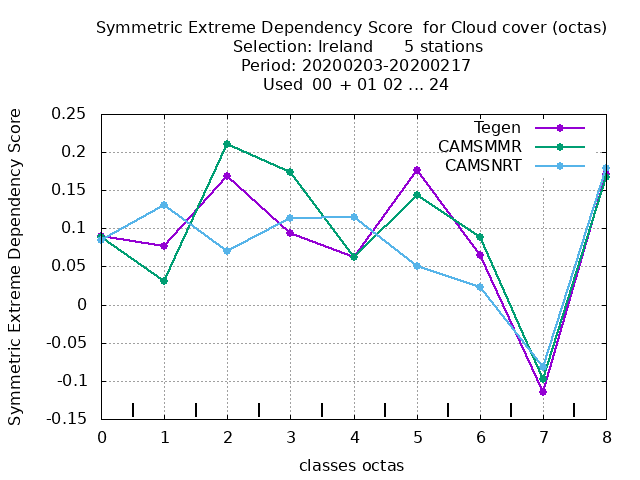 Symmetric Extreme Dependency Score for Cloud cover (octas)
Selection: Ireland 5 stations
Period: 20200203-20200217
Used 00 + 01 02 ... 24
Symmetric Extreme Dependency Score
0.25
0.2
0.15
0.1
0.05
0
-0.05
-0.1
-0.15
Tegen
CAMSMMR
CAMSNRT
0 1 2 3 4 5 6 7 8
classes octas